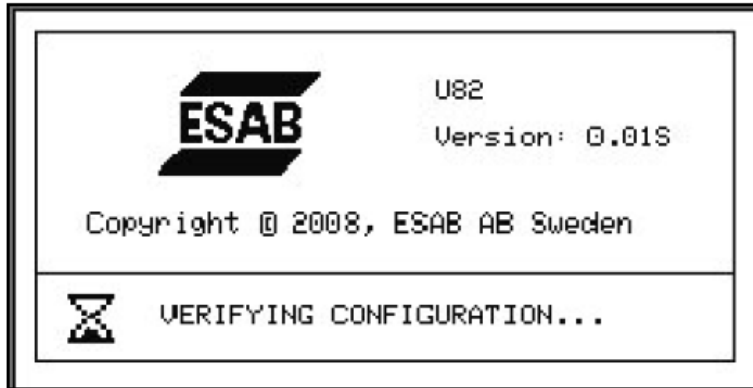 ESAB
U82
Version: 0.01S
Copyright © 2008, ESAB AB Sweden
VERIFYING CONFIGURATION...